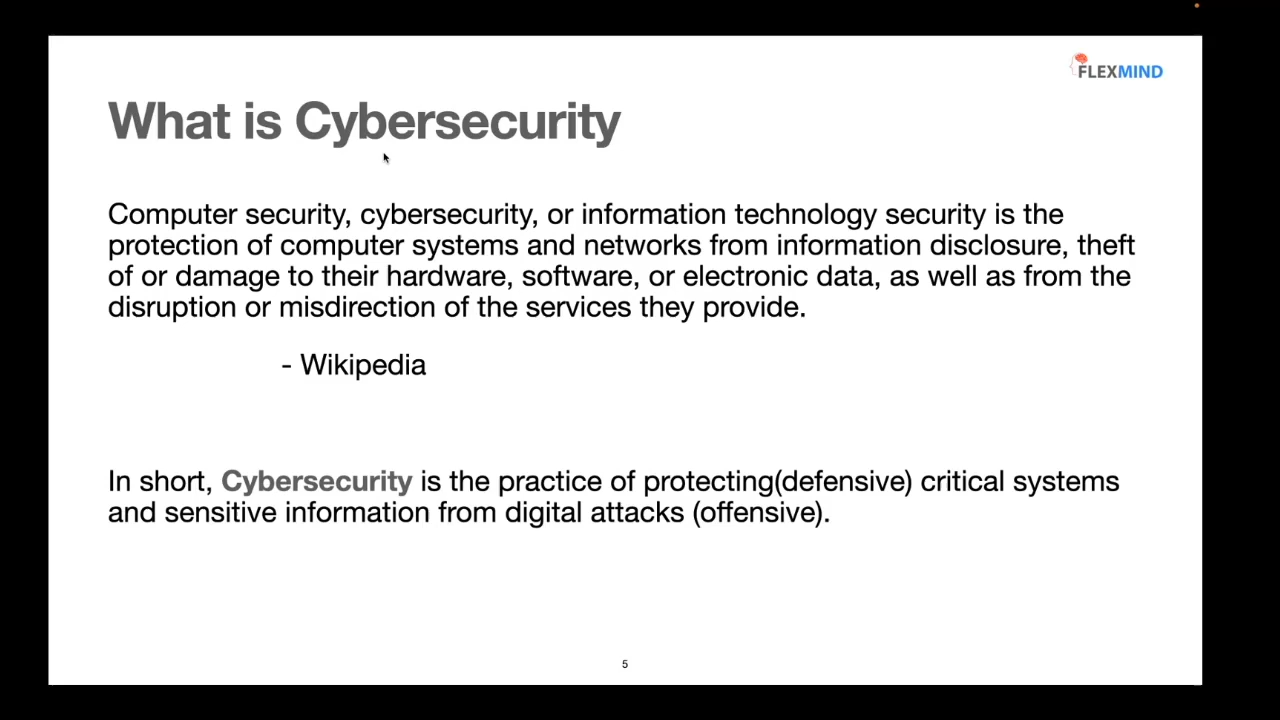 FLEXMIND
What is Cybersecurity
Computer security, cybersecurity, or information technology security is the
protection of computer systems and networks from information disclosure, theft
of or damage to their hardware, software, or electronic data, as well as from the
disruption or misdirection of the services they provide.
- Wikipedia
In short, Cybersecurity is the practice of protecting(defensive) critical systems
and sensitive information from digital attacks (offensive).
5